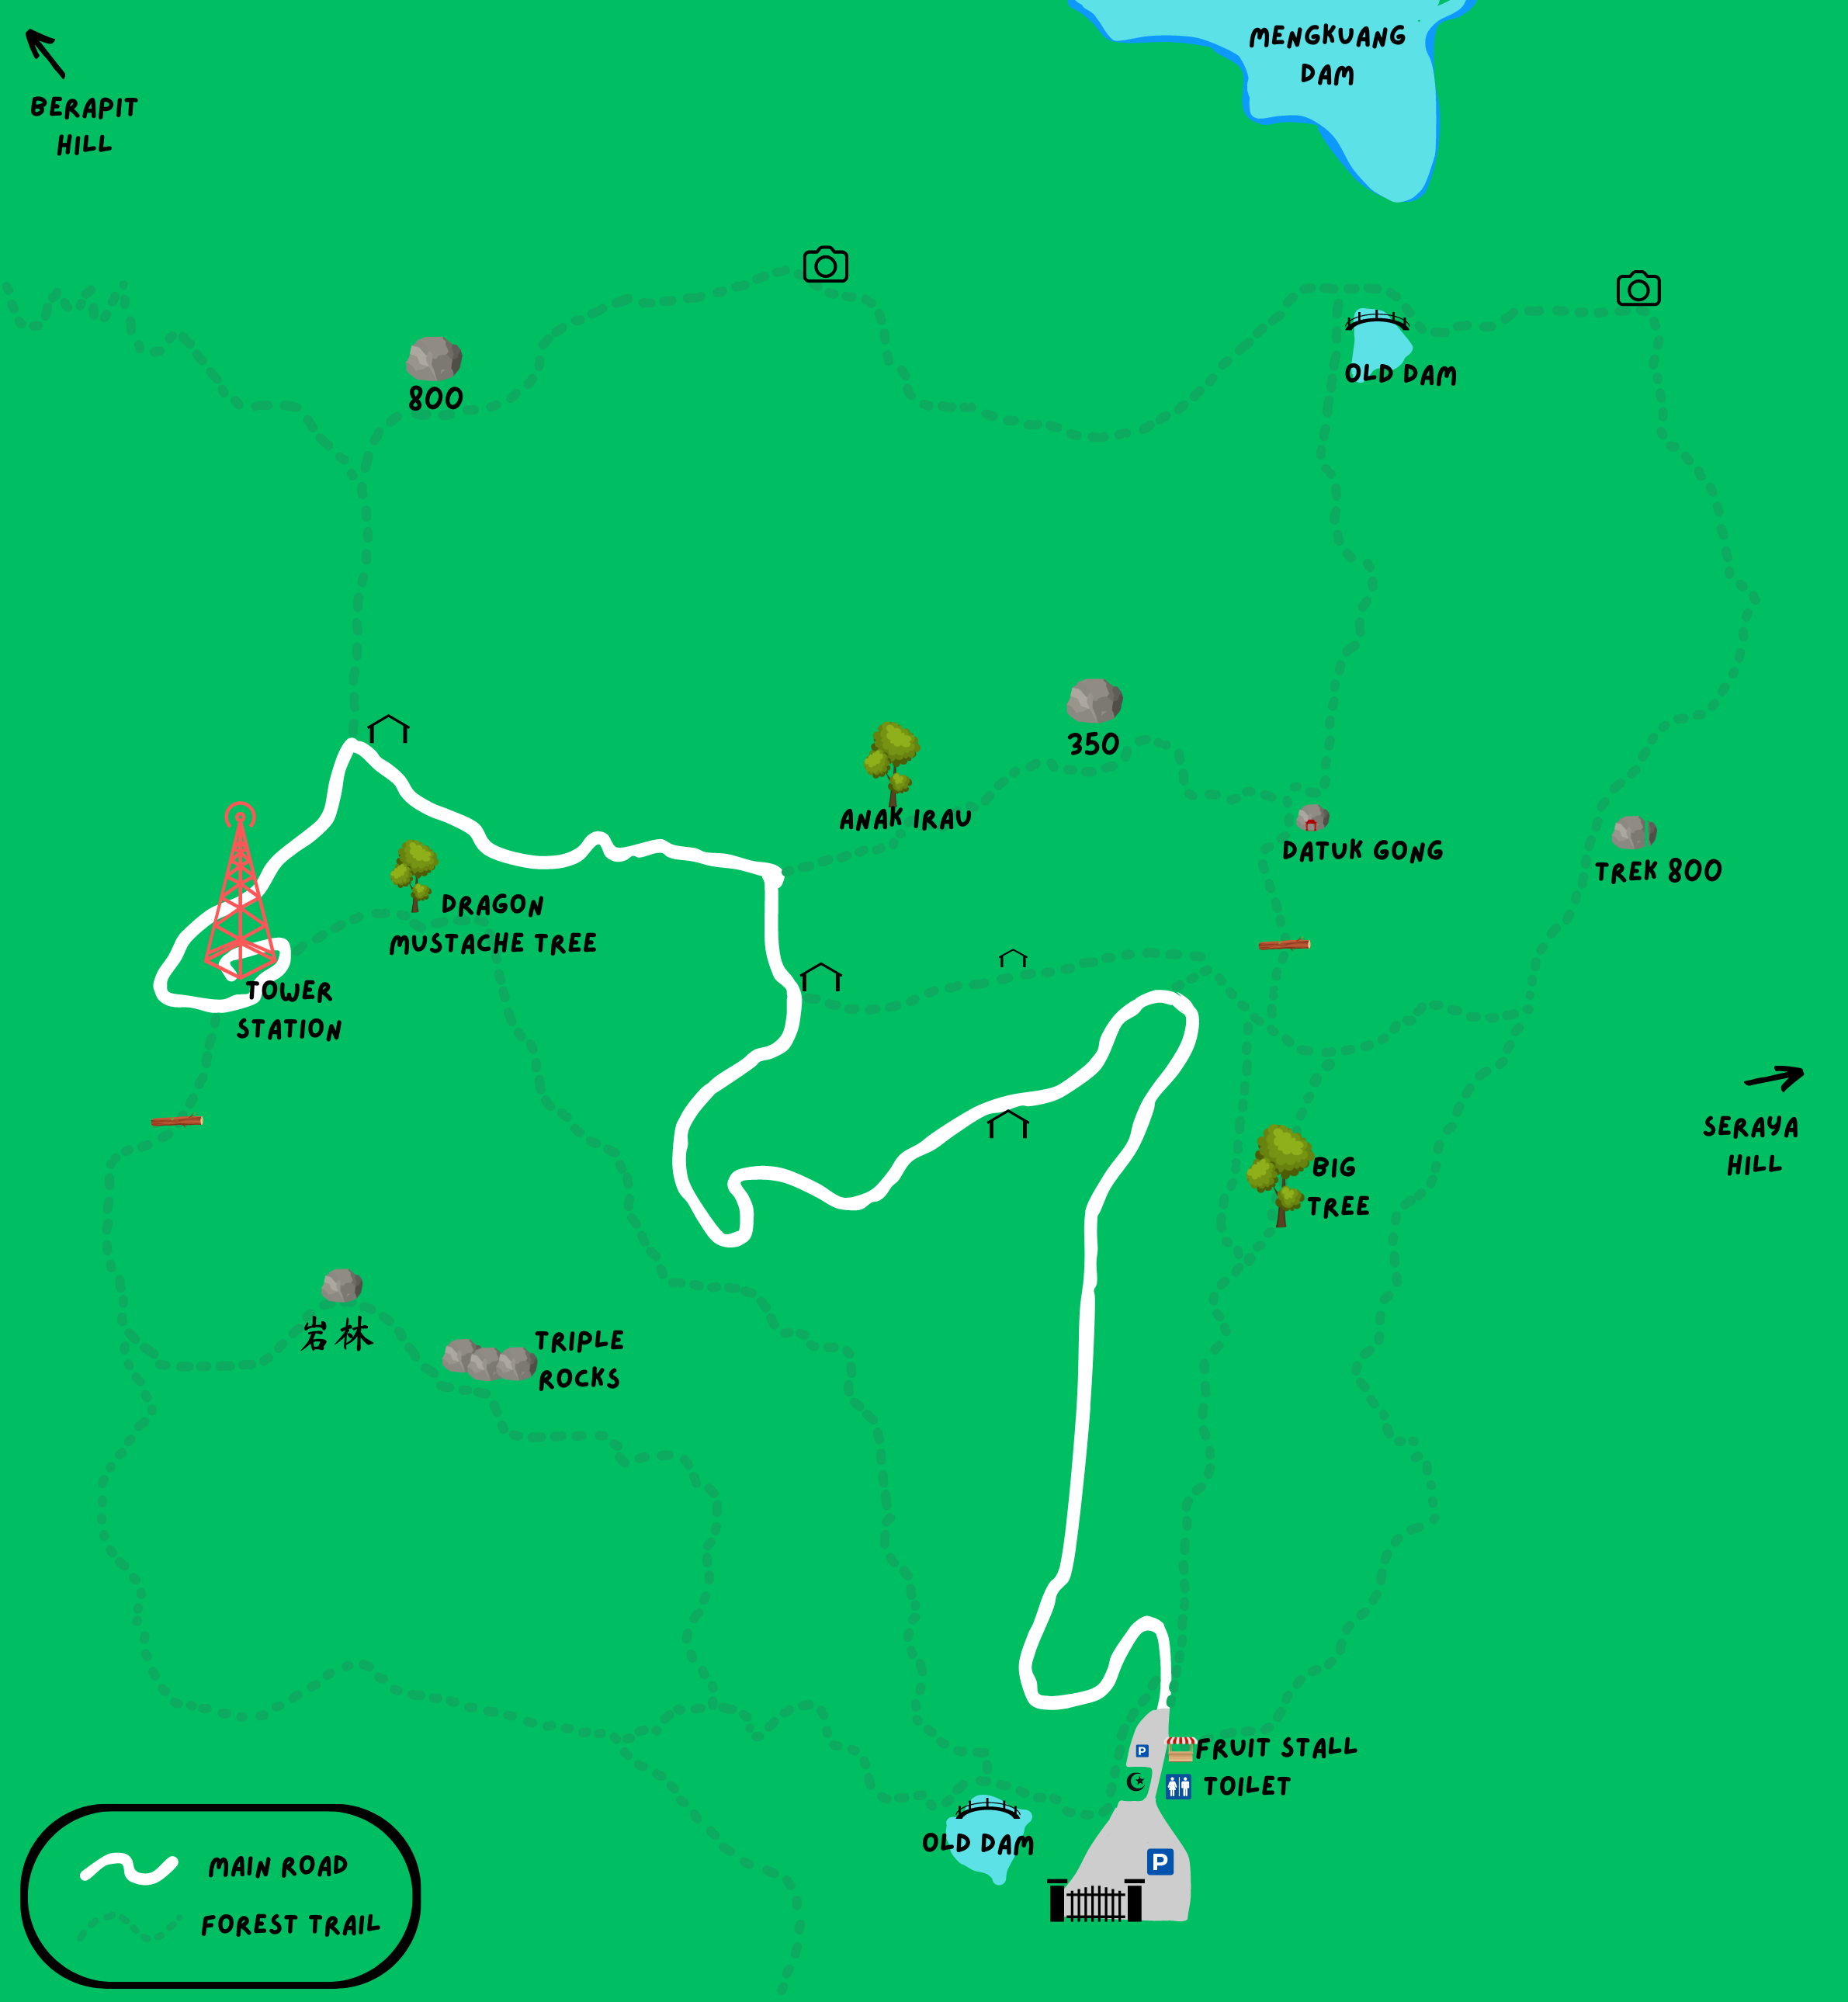 MENGKUANG
DAM
BERAPIT
HILL
800
OLD DAM
350
ANAK IRAU
DATUK GONG
TREK 800
DRAGON
MUSTACHE TREE
TOWER
STATION
SERAYA
HILL
BIG
TREE
岩林
TRIPLE
ROCKS
P
FRUIT STALL
TOILET
OLD DAM
P
MAIN ROAD
FOREST TRAIL